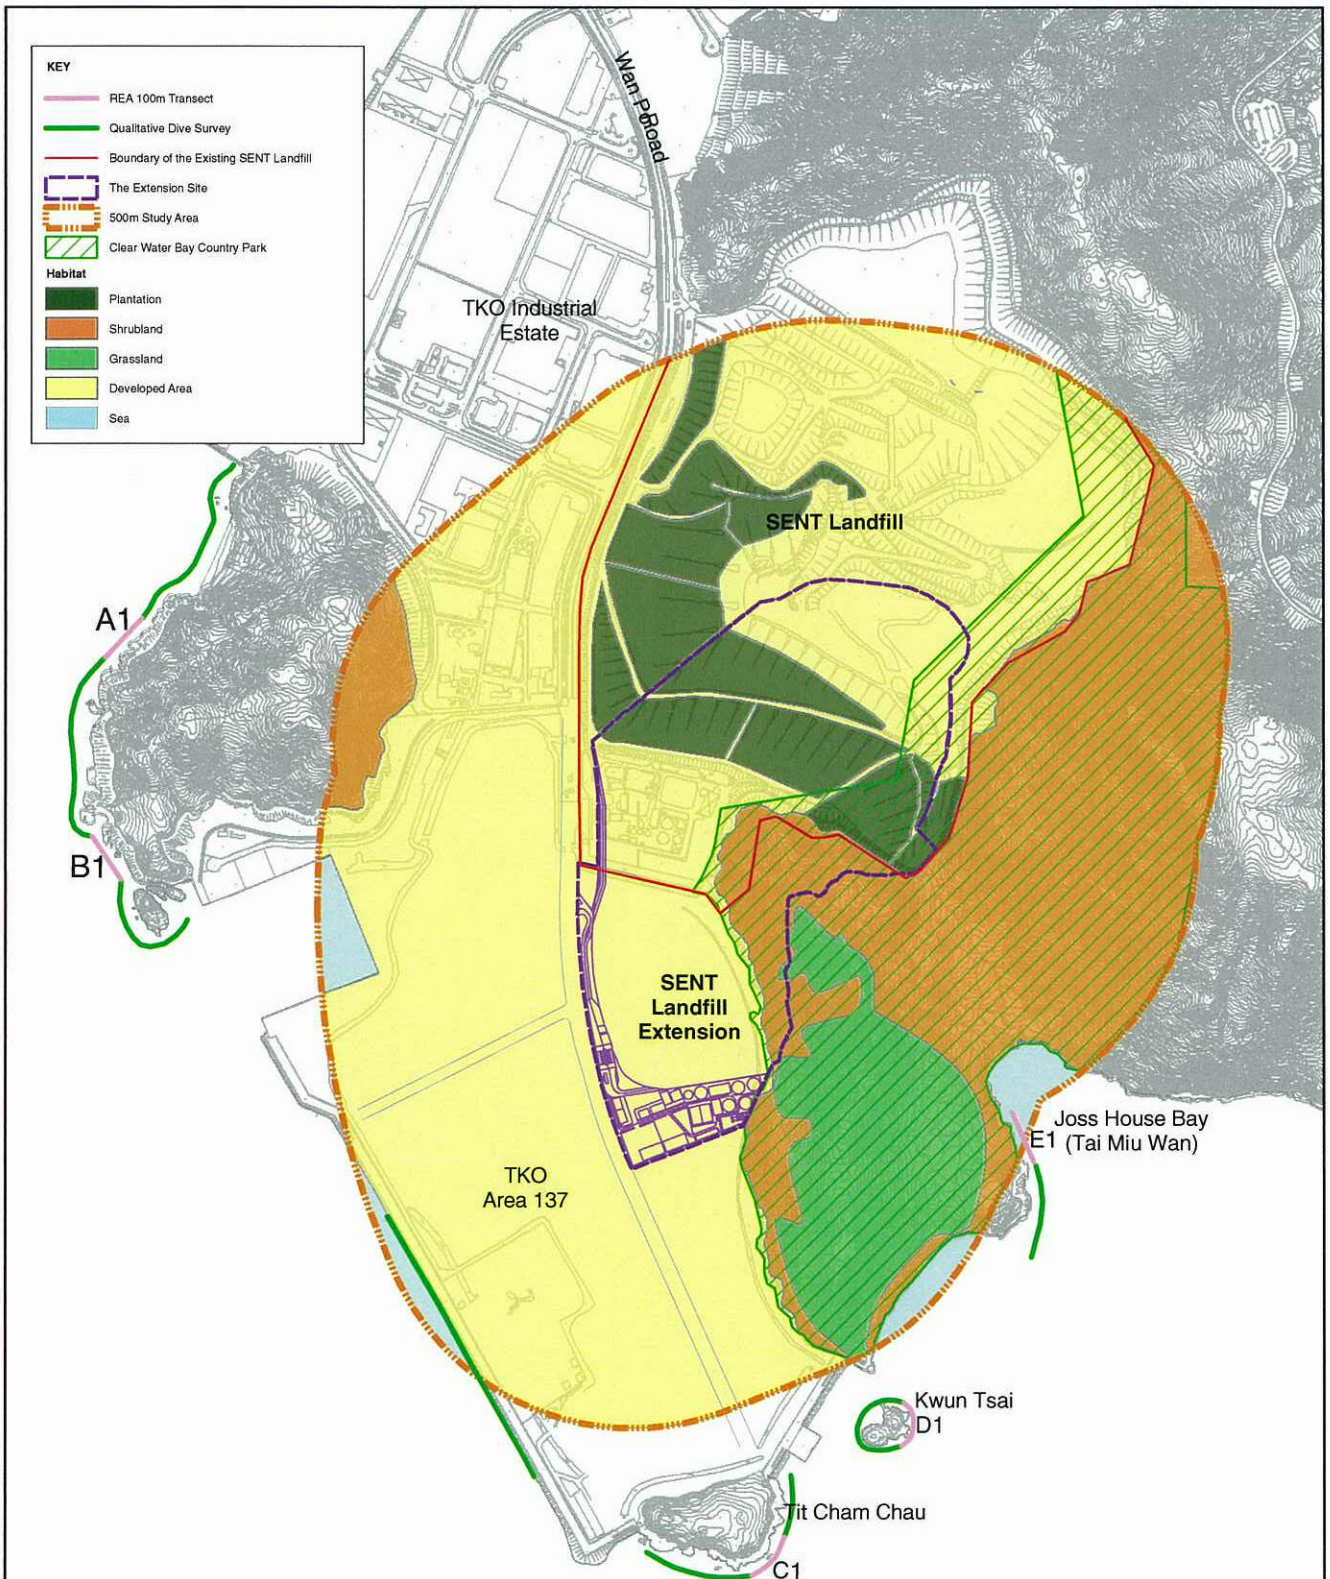 KEY
REA 100m Transect
Qualitative Dive Survey
Boundary of the Existing SENT Landfill
The Extension Site
500m Study Area
Clear Water Bay Country Park
Habitat
Plantation
Shrubland
Grassland
Developed Area
Sea
Wan Po Road
TKO Industrial
Estate
SENT Landfill
A1
B1
SENT
Landfill
Extension
TKO
Area 137
Joss House Bay
E1 (Tai Miu Wan)
Kwun Tsai
D1
Tit Cham Chau
C1